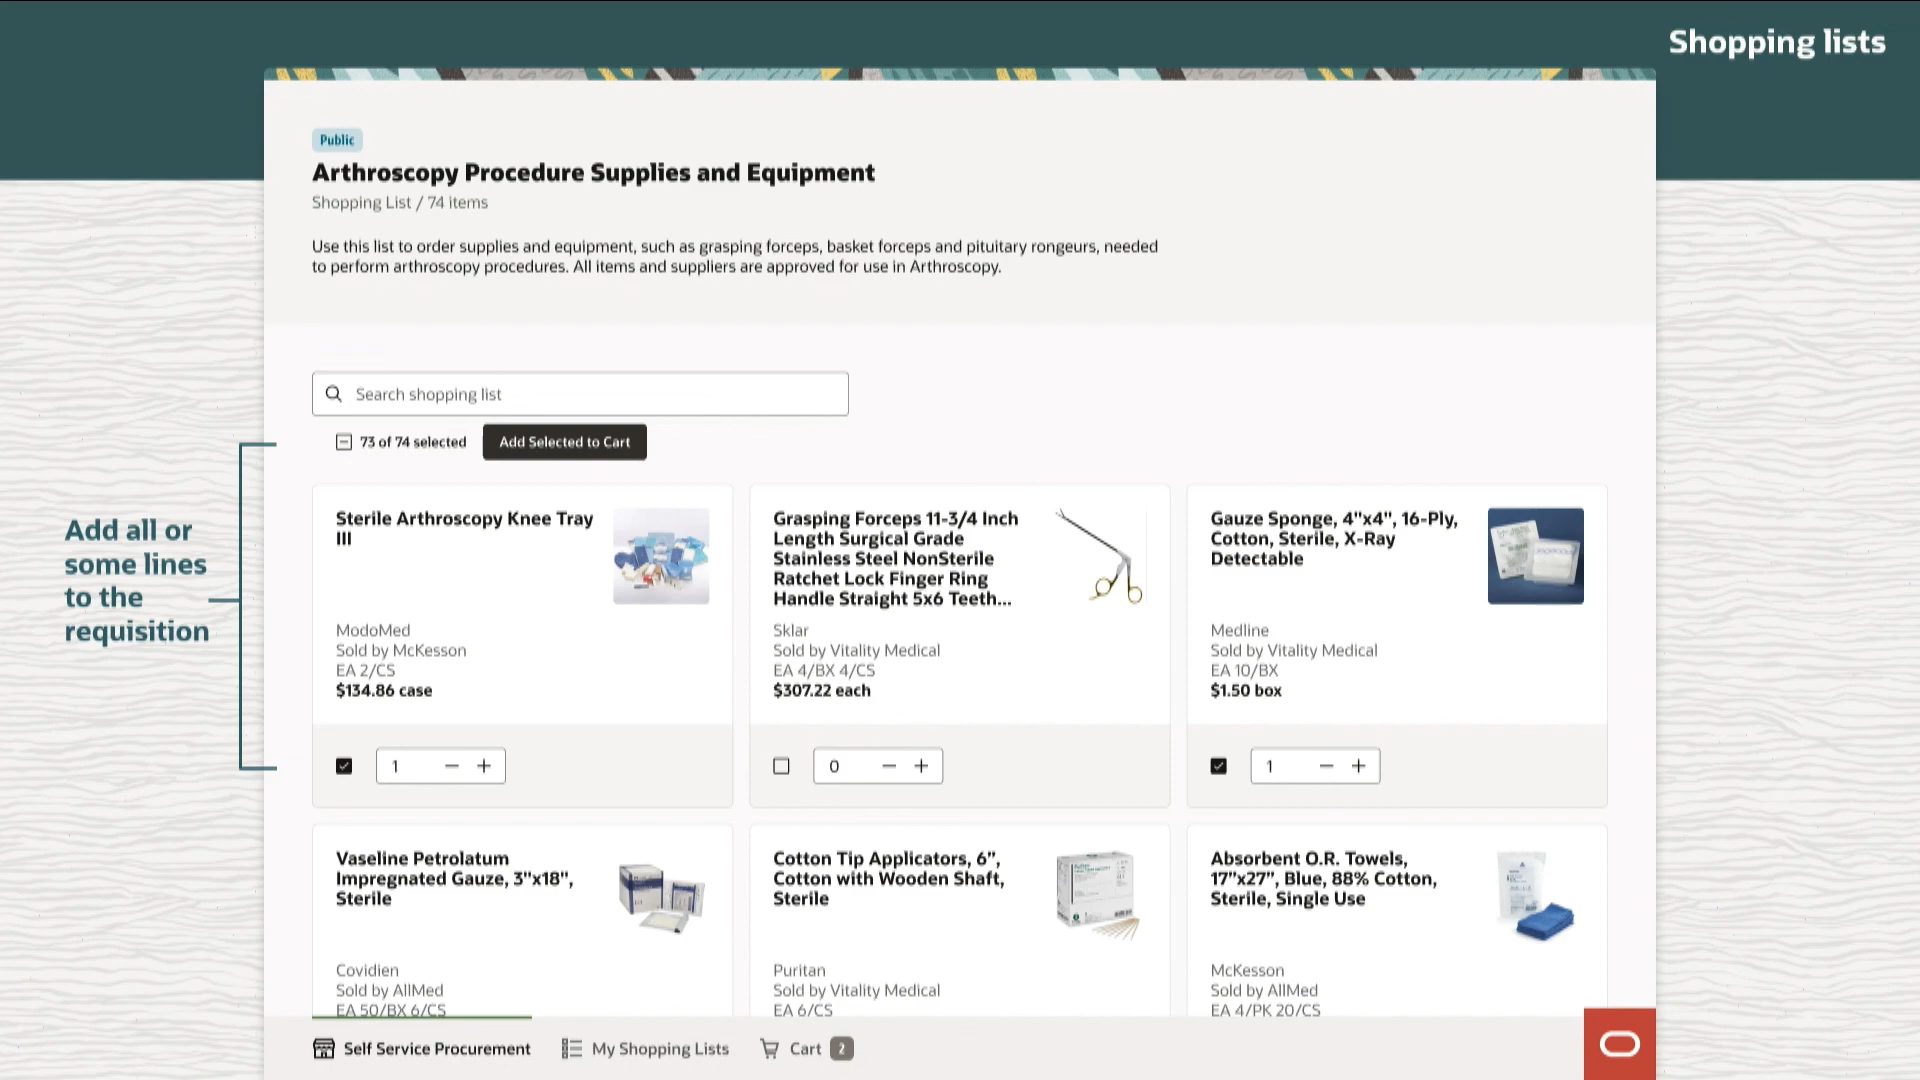 Shopping lists
Public
Arthroscopy Procedure Supplies and Equipment
Shopping List / 74 items
Use this list to order supplies and equipment, such as grasping forceps, basket forceps and pituitary rongeurs, needed
to perform arthroscopy procedures. All items and suppliers are approved for use in Arthroscopy.
Search shopping list
73 of 74 selected
Add Selected to Cart
Add all or
some lines
to the
requisition
Sterile Arthroscopy Knee Tray
III
ModoMed
Sold by McKesson
EA 2/CS
$134.86 case
1
Grasping Forceps 11-3/4 Inch
Length Surgical Grade
Stainless Steel NonSterile
Ratchet Lock Finger Ring
Handle Straight 5x6 Teeth...
Sklar
Sold by Vitality Medical
EA 4/BX 4/CS
$307.22 each
0
Gauze Sponge, 4"x4", 16-Ply,
Cotton, Sterile, X-Ray
Detectable
Medline
Sold by Vitality Medical
EA 10/BX
$1.50 box
1
Vaseline Petrolatum
Impregnated Gauze, 3"x18",
Sterile
Covidien
Sold by AllMed
EA 50/BX 6/CS
Cotton Tip Applicators, 6”,
Cotton with Wooden Shaft,
Sterile
Puritan
Sold by Vitality Medical
EA 6/CS
Absorbent O.R. Towels,
17”x27”, Blue, 88% Cotton,
Sterile, Single Use
McKesson
Sold by AllMed
EA 4/PK 20/CS
Self Service Procurement
My Shopping Lists
Cart 2